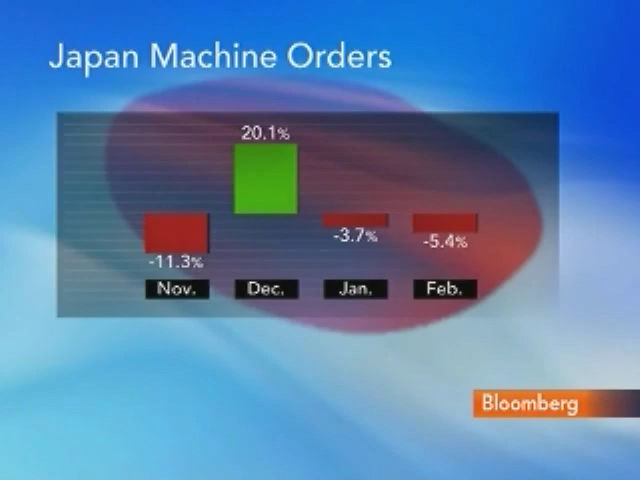 Japan Machine Orders
20.1%
-3.7%
-5.4%
-11.3%
Nov. Dec. Jan. Feb.
Bloomberg